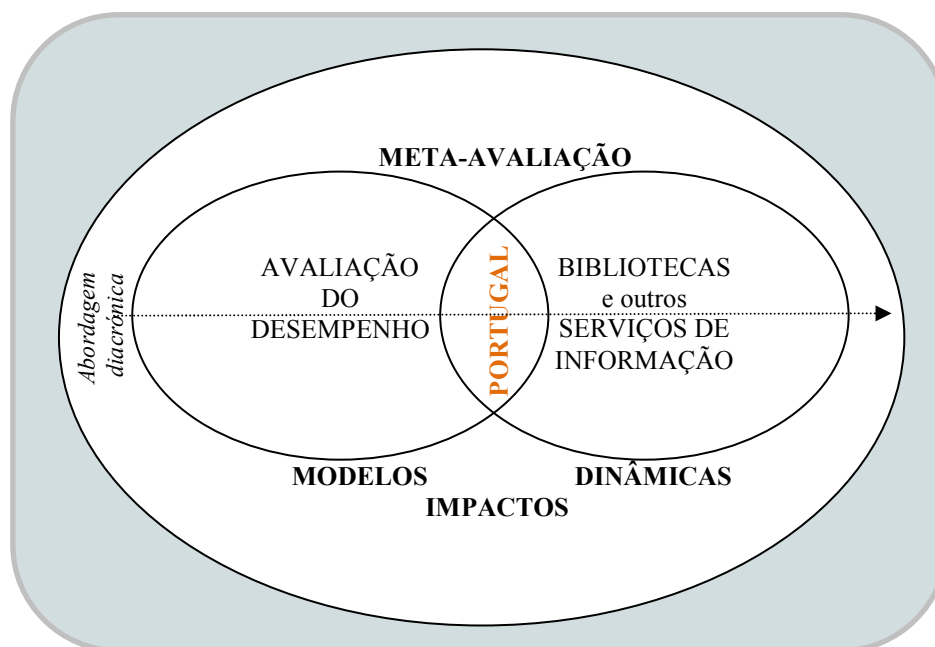 META-AVALIAÇÃO
Abordagem
diacrónica
AVALIAÇÃO
DO
DESEMPENHO
PORTUGAL
BIBLIOTECAS
e outros
SERVIÇOS DE
INFORMAÇÃO
MODELOS
DINÂMICAS
IMPACTOS